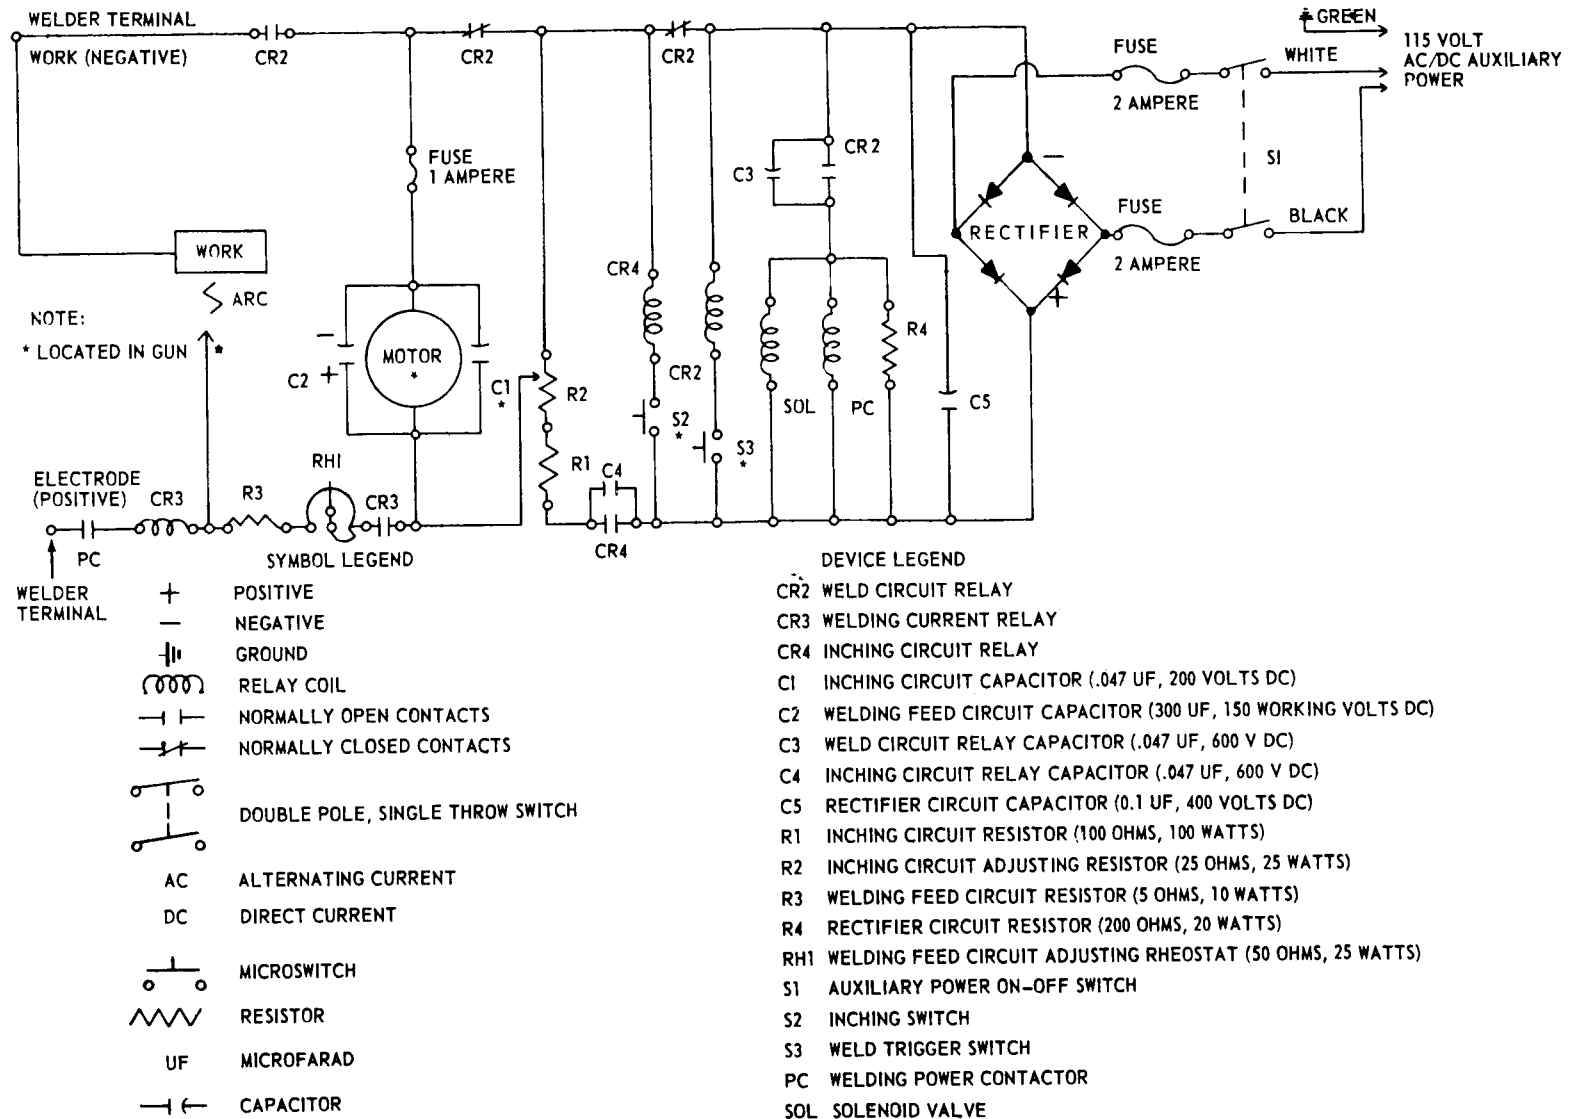 WELDER TERMINAL
WORK (NEGATIVE)
CR2
CR2
CR2
GREEN
FUSE
2 AMPERE
WHITE
115 VOLT
AC/DC AUXILIARY
POWER
FUSE
1 AMPERE
C3
CR2
—
SI
FUSE
2 AMPERE
BLACK
RECTIFIER
+
WORK
ARC
NOTE:
* LOCATED IN GUN *
CR4
—
C2 +
MOTOR
*
C1
*
R2
CR2
S2
*
S3
*
SOL
PC
R4
C5
ELECTRODE
(POSITIVE)
CR3
R3
RHI
CR3
R1
C4
CR4
PC
WELDER
TERMINAL
SYMBOL LEGEND
+ POSITIVE
— NEGATIVE
GROUND
RELAY COIL
NORMALLY OPEN CONTACTS
NORMALLY CLOSED CONTACTS
DOUBLE POLE, SINGLE THROW SWITCH
AC ALTERNATING CURRENT
DC DIRECT CURRENT
MICROSWITCH
RESISTOR
UF MICROFARAD
CAPACITOR
DEVICE LEGEND
CR2 WELD CIRCUIT RELAY
CR3 WELDING CURRENT RELAY
CR4 INCHING CIRCUIT RELAY
CI INCHING CIRCUIT CAPACITOR (.047 UF, 200 VOLTS DC)
C2 WELDING FEED CIRCUIT CAPACITOR (300 UF, 150 WORKING VOLTS DC)
C3 WELD CIRCUIT RELAY CAPACITOR (.047 UF, 600 V DC)
C4 INCHING CIRCUIT RELAY CAPACITOR (.047 UF, 600 V DC)
C5 RECTIFIER CIRCUIT CAPACITOR (0.1 UF, 400 VOLTS DC)
R1 INCHING CIRCUIT RESISTOR (100 OHMS, 100 WATTS)
R2 INCHING CIRCUIT ADJUSTING RESISTOR (25 OHMS, 25 WATTS)
R3 WELDING FEED CIRCUIT RESISTOR (5 OHMS, 10 WATTS)
R4 RECTIFIER CIRCUIT RESISTOR (200 OHMS, 20 WATTS)
RH1 WELDING FEED CIRCUIT ADJUSTING RHEOSTAT (50 OHMS, 25 WATTS)
S1 AUXILIARY POWER ON-OFF SWITCH
S2 INCHING SWITCH
S3 WELD TRIGGER SWITCH
PC WELDING POWER CONTACTOR
SOL SOLENOID VALVE